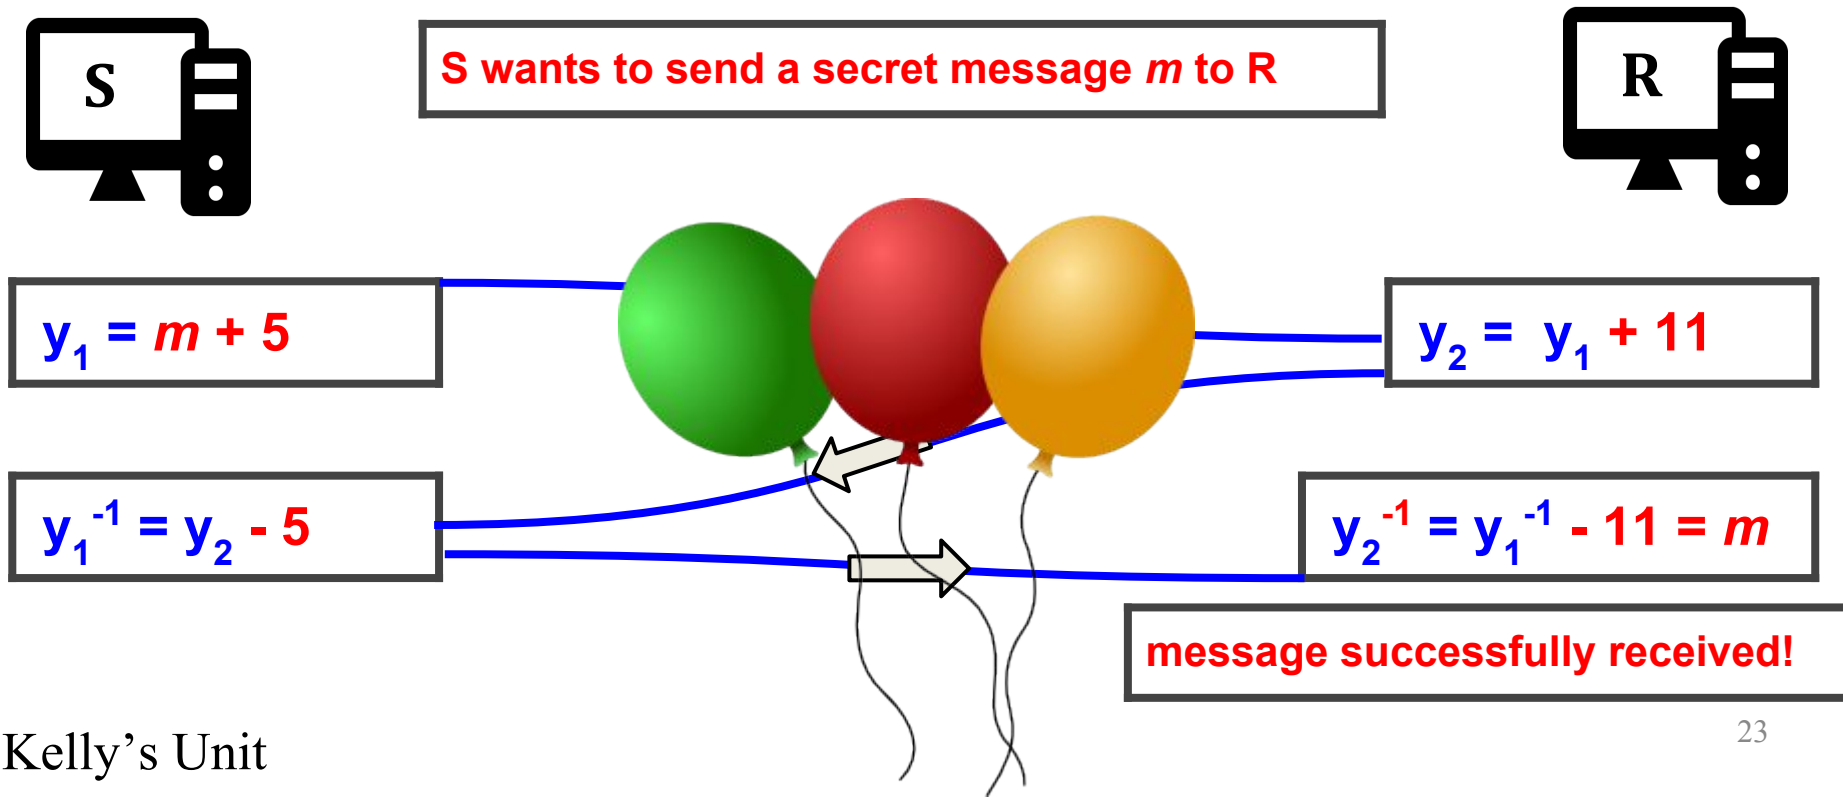 S
S wants to send a secret message m to R
R
y₁ = m + 5
y₂ = y₁ + 11
y₁⁻¹ = y₂ - 5
y₂⁻¹ = y₁⁻¹ - 11 = m
message successfully received!
Kelly’s Unit
23